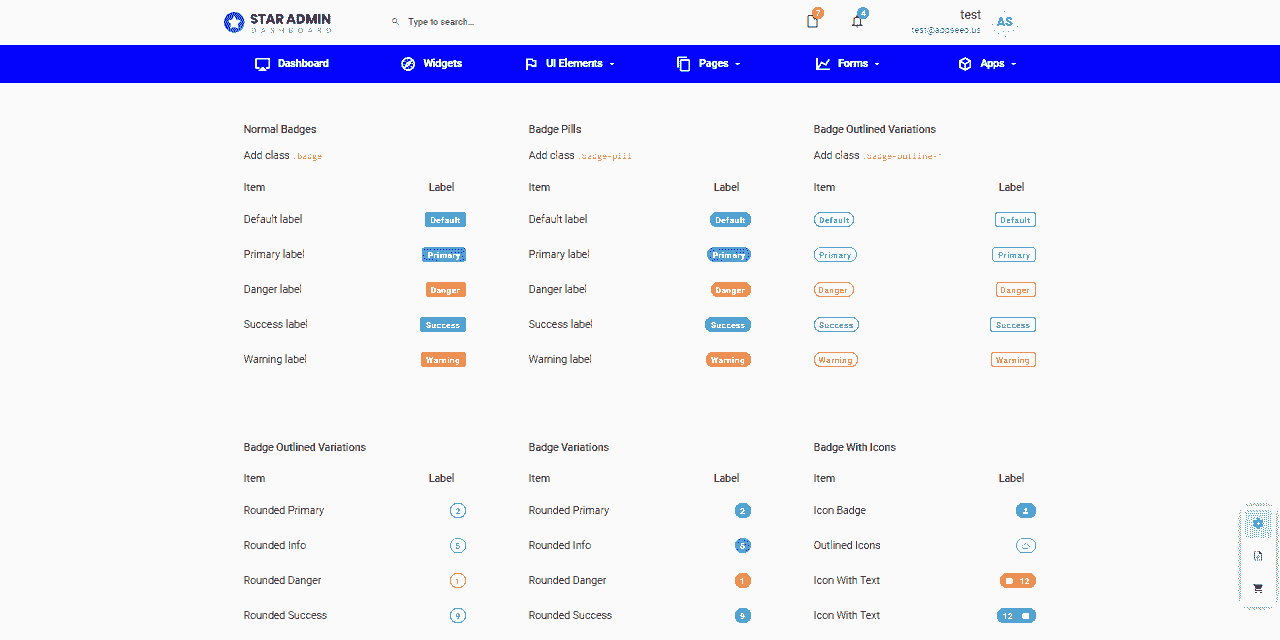 STAR ADMIN
DASHBOARD
Type to search...
7
4
test
test@appseed.us
AS
Dashboard
Widgets
UI Elements
Pages
Forms
Apps
Normal Badges
Add class .badge
Item Label
Default label Default
Primary label Primary
Danger label Danger
Success label Success
Warning label Warning
Badge Pills
Add class .badge-pill
Item Label
Default label Default
Primary label Primary
Danger label Danger
Success label Success
Warning label Warning
Badge Outlined Variations
Add class .badge-outline-*
Item Label
Default Default
Primary Primary
Danger Danger
Success Success
Warning Warning
Badge Outlined Variations
Item Label
Rounded Primary 2
Rounded Info 5
Rounded Danger 1
Rounded Success 9
Badge Variations
Item Label
Rounded Primary 2
Rounded Info 5
Rounded Danger 1
Rounded Success 9
Badge With Icons
Item Label
Icon Badge
Outlined Icons
Icon With Text 12
Icon With Text 12